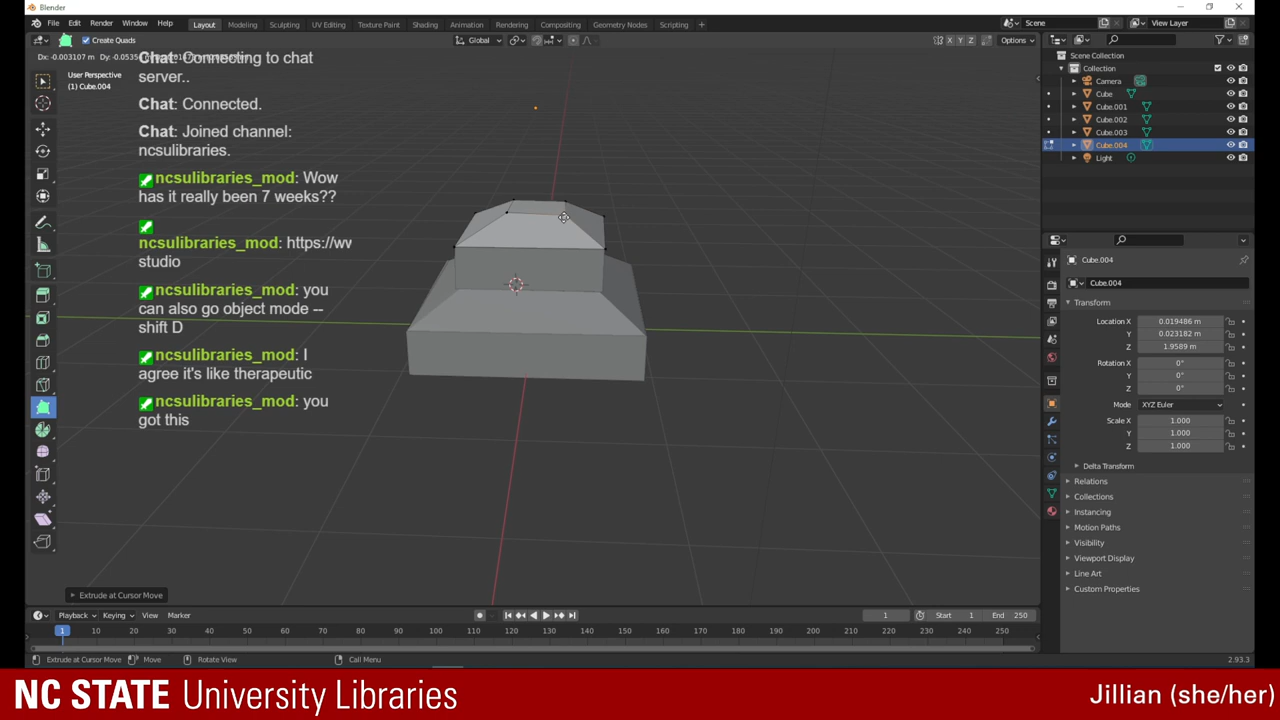 Blender
File Edit Render Window Help
Layout Modeling Sculpting UV Editing Texture Paint Shading Animation Rendering Compositing Geometry Nodes Scripting +
Scene
View Layer
Create Quads
Global
X Y Z
Options
Dx: -0.003107 m Dy: -0.0535
User Perspective
(1) Cube.004
Chat: Connecting to chat
server..
Chat: Connected.
Chat: Joined channel:
ncsulibraries.
ncsulibraries_mod: Wow
has it really been 7 weeks??
ncsulibraries_mod: https://wv
studio
ncsulibraries_mod: you
can also go object mode --
shift D
ncsulibraries_mod: I
agree it's like therapeutic
ncsulibraries_mod: you
got this
Scene Collection
Collection
Camera
Cube
Cube.001
Cube.002
Cube.003
Cube.004
Light
Cube.004
Cube.004
Transform
Location X 0.019486 m
Y 0.023182 m
Z 1.9589 m
Rotation X 0°
Y 0°
Z 0°
Mode XYZ Euler
Scale X 1.000
Y 1.000
Z 1.000
Delta Transform
Relations
Collections
Instancing
Motion Paths
Visibility
Viewport Display
Line Art
Custom Properties
Extrude at Cursor Move
Playback Keying View Marker
1 Start 1 End 250
1 10 20 30 40 50 60 70 80 90 100 110 120 130 140 150 160 170 180 190 200 210 220 230 240 250
Extrude at Cursor Move Move Rotate View Call Menu 2.93.3
NC STATE University Libraries
Jillian (she/her)